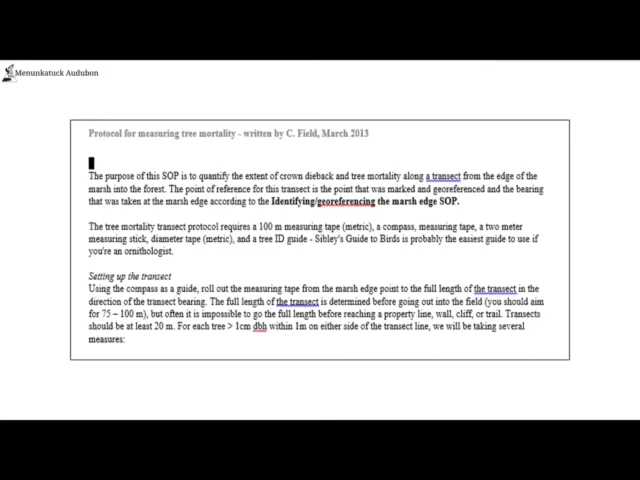 Menunkatuck Audubon
Protocol for measuring tree mortality - written by C. Field, March 2013
The purpose of this SOP is to quantify the extent of crown dieback and tree mortality along a transect from the edge of the
marsh into the forest. The point of reference for this transect is the point that was marked and georeferenced and the bearing
that was taken at the marsh edge according to the Identifying/georeferencing the marsh edge SOP.
The tree mortality transect protocol requires a 100 m measuring tape (metric), a compass, measuring tape, a two meter
measuring stick, diameter tape (metric), and a tree ID guide - Sibley's Guide to Birds is probably the easiest guide to use if
you're an ornithologist.
Setting up the transect
Using the compass as a guide, roll out the measuring tape from the marsh edge point to the full length of the transect in the
direction of the transect bearing. The full length of the transect is determined before going out into the field (you should aim
for 75 – 100 m), but often it is impossible to go the full length before reaching a property line, wall, cliff, or trail. Transects
should be at least 20 m. For each tree > 1cm dbh within 1m on either side of the transect line, we will be taking several
measures: